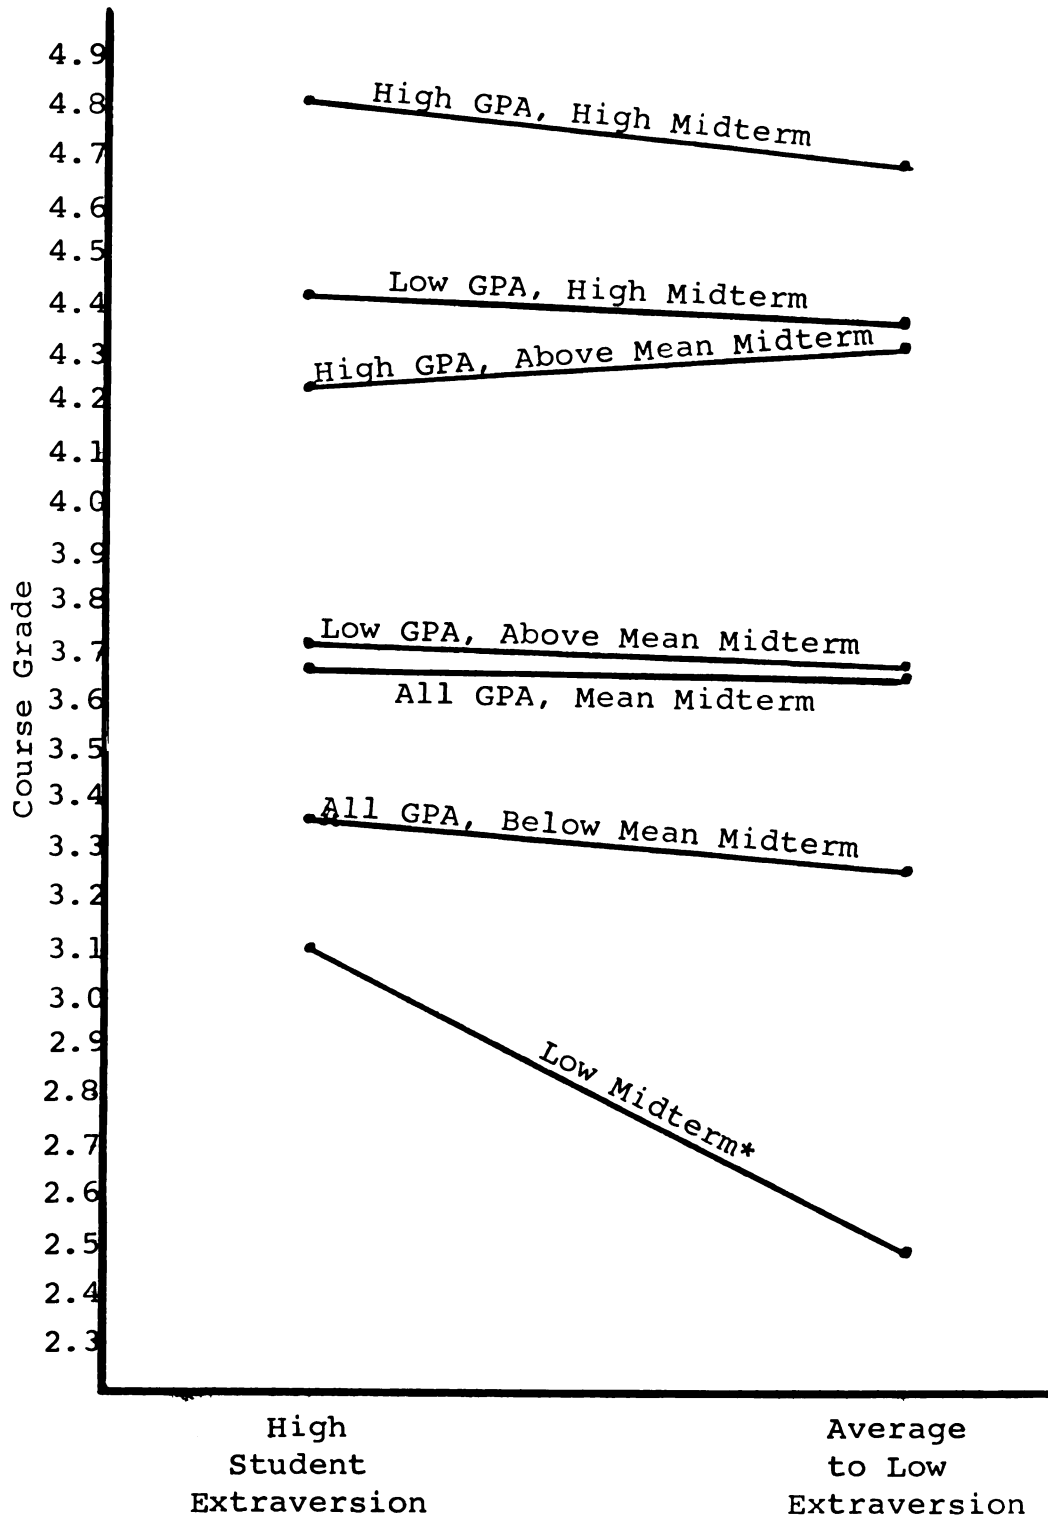 4.9
4.8
4.7
4.6
4.5
4.4
4.3
4.2
4.1
4.0
3.9
3.8
3.7
3.6
3.5
3.4
3.3
3.2
3.1
3.0
2.9
2.8
2.7
2.6
2.5
2.4
2.3
Course Grade
High GPA, High Midterm
Low GPA, High Midterm
High GPA, Above Mean Midterm
Low GPA, Above Mean Midterm
All GPA, Mean Midterm
All GPA, Below Mean Midterm
Low Midterm*
High
Student
Extraversion
Average
to Low
Extraversion